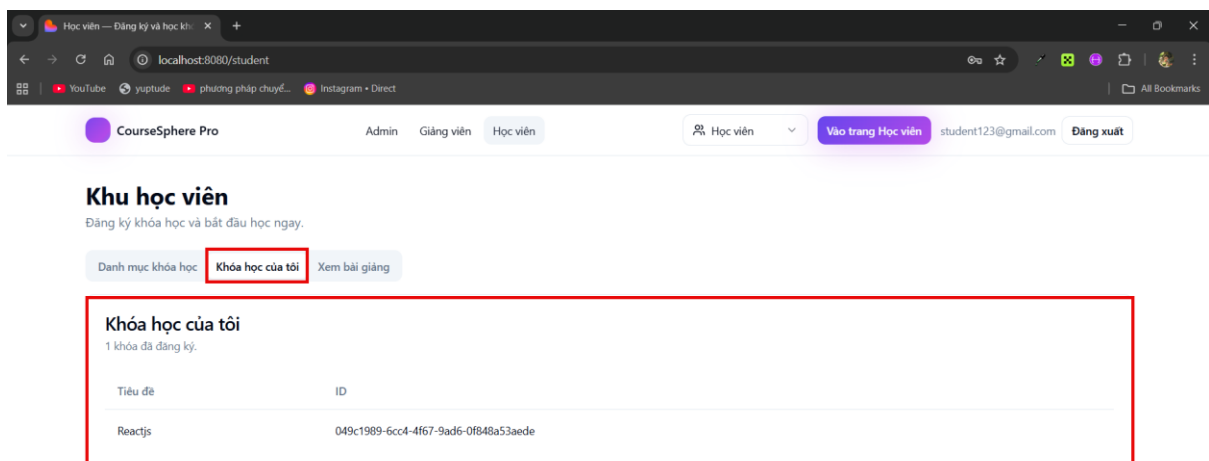 Học viên — Đăng ký và học khó
localhost:8080/student
YouTube yuptude phương pháp chuyể... Instagram • Direct All Bookmarks
CourseSphere Pro Admin Giảng viên Học viên Học viên Vào trang Học viên student123@gmail.com Đăng xuất
Khu học viên
Đăng ký khóa học và bắt đầu học ngay.
Danh mục khóa học Khóa học của tôi Xem bài giảng
Khóa học của tôi
1 khóa đã đăng ký.
Tiêu đề ID
Reactjs 049c1989-6cc4-4f67-9ad6-0f848a53aede